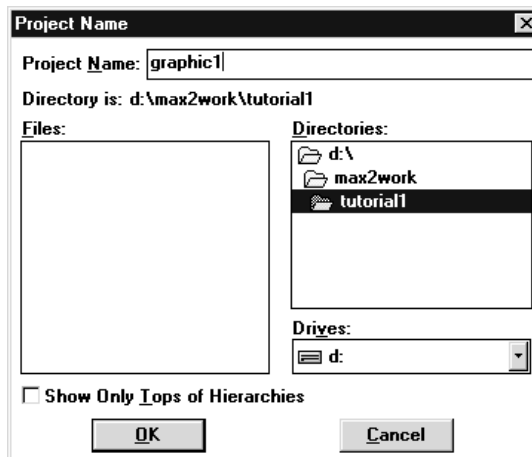 Project Name
Project Name: graphic1
Directory is: d:\max2work\tutorial1
Files:
Directories:
d:\
max2work
tutorial1
Drives:
d:
Show Only Tops of Hierarchies
OK
Cancel